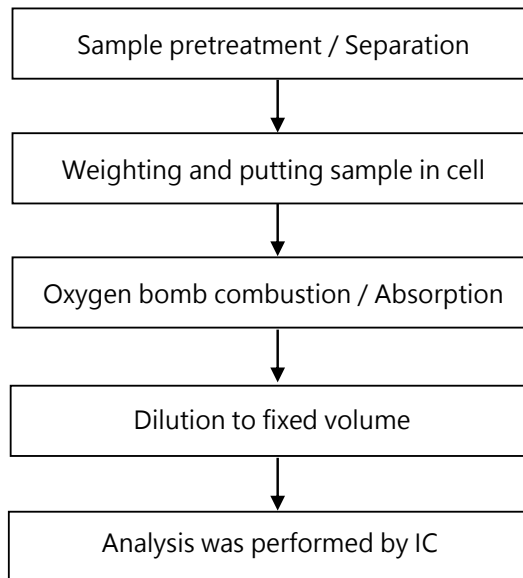 Sample pretreatment / Separation
Weighting and putting sample in cell
Oxygen bomb combustion / Absorption
Dilution to fixed volume
Analysis was performed by IC